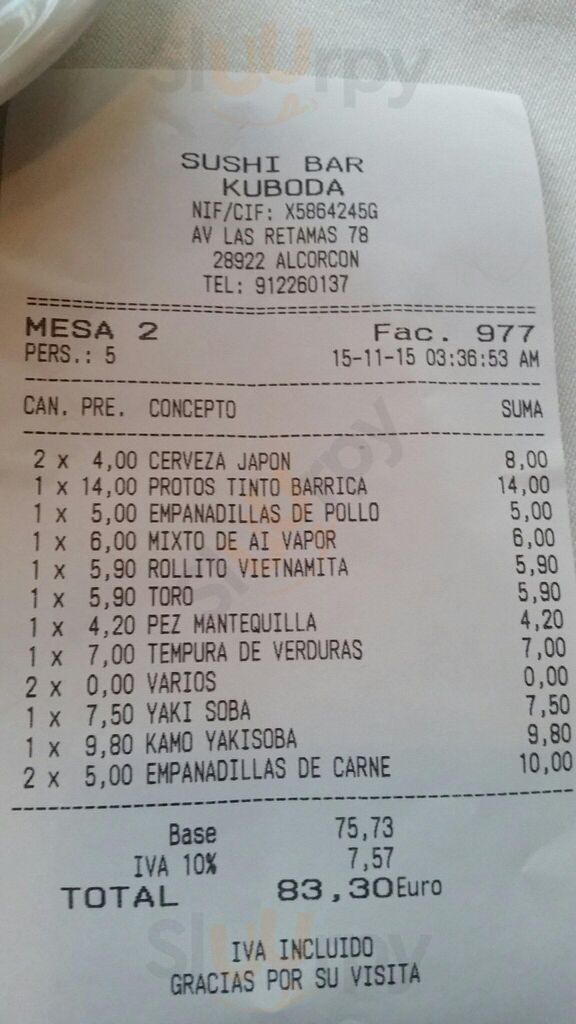 SUSHI BAR
KUBODA
NIF/CIF: X5864245G
AV LAS RETAMAS 78
28922 ALCORCON
TEL: 912260137
MESA 2 Fac. 977
PERS.: 5 15-11-15 03:36:53 AM
CAN. PRE. CONCEPTO SUMA
2 x 4,00 CERVEZA JAPON 8,00
1 x 14,00 PROTOS TINTO BARRICA 14,00
1 x 5,00 EMPANADILLAS DE POLLO 5,00
1 x 6,00 MIXTO DE AI VAPOR 6,00
1 x 5,90 ROLLITO VIETNAMITA 5,90
1 x 5,90 TORO 5,90
1 x 4,20 PEZ MANTEQUILLA 4,20
1 x 7,00 TEMPURA DE VERDURAS 7,00
2 x 0,00 VARIOS 0,00
1 x 7,50 YAKI SOBA 7,50
1 x 9,80 KAMO YAKISOBA 9,80
2 x 5,00 EMPANADILLAS DE CARNE 10,00
Base 75,73
IVA 10% 7,57
TOTAL 83,30Euro
IVA INCLUIDO
GRACIAS POR SU VISITA
sluurpy
sluurpy
sluurpy